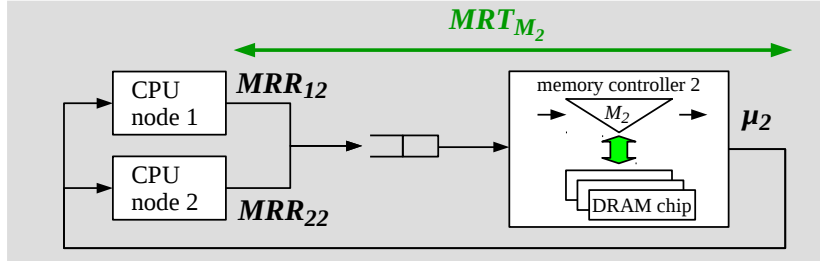 MRT_M₂
CPU
node 1
MRR₁₂
CPU
node 2
MRR₂₂
memory controller 2
M₂
DRAM chip
μ₂